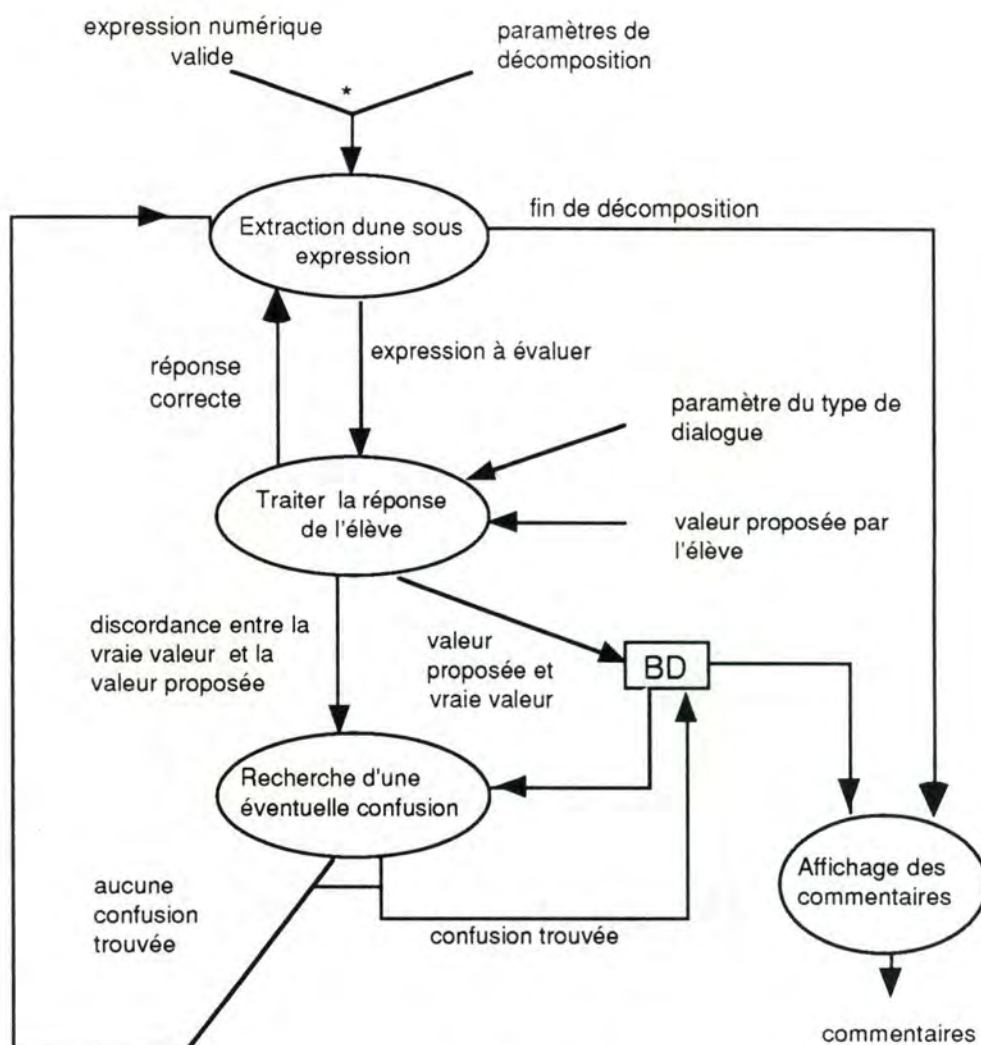 expression numérique
valide
paramètres de
décomposition
*
Extraction dune sous
expression
fin de décomposition
réponse
correcte
expression à évaluer
paramètre du type de
dialogue
Traiter la réponse
de l'élève
valeur proposée par
l'élève
discordance entre la
vraie valeur et la
valeur proposée
valeur
proposée et
vraie valeur
BD
Recherche d'une
éventuelle confusion
Affichage des
commentaires
aucune
confusion
trouvée
confusion trouvée
commentaires